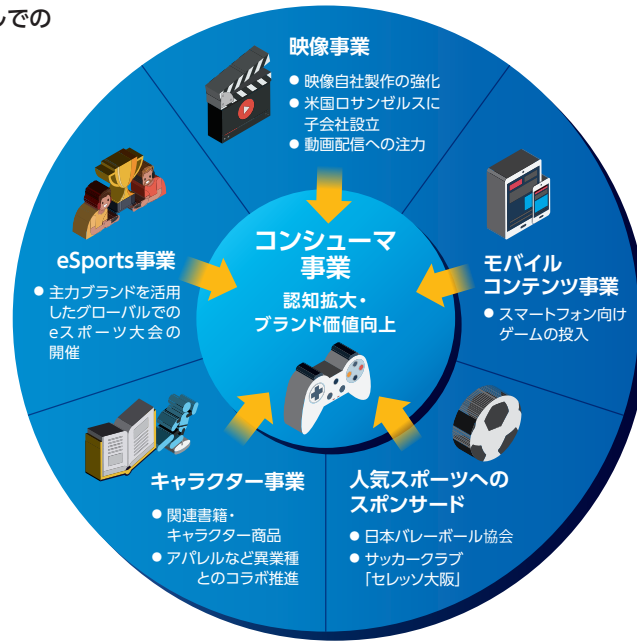 ルでの
映像事業
● 映像自社製作の強化
● 米国ロサンゼルスに
子会社設立
● 動画配信への注力
eSports事業
● 主力ブランドを活用
したグローバルでの
eスポーツ大会の
開催
コンシューマ
事業
認知拡大・
ブランド価値向上
モバイル
コンテンツ事業
● スマートフォン向け
ゲームの投入
キャラクター事業
● 関連書籍・
キャラクター商品
● アパレルなど異業種
とのコラボ推進
人気スポーツへの
スポンサード
● 日本バレーボール協会
● サッカークラブ
「セレッソ大阪」